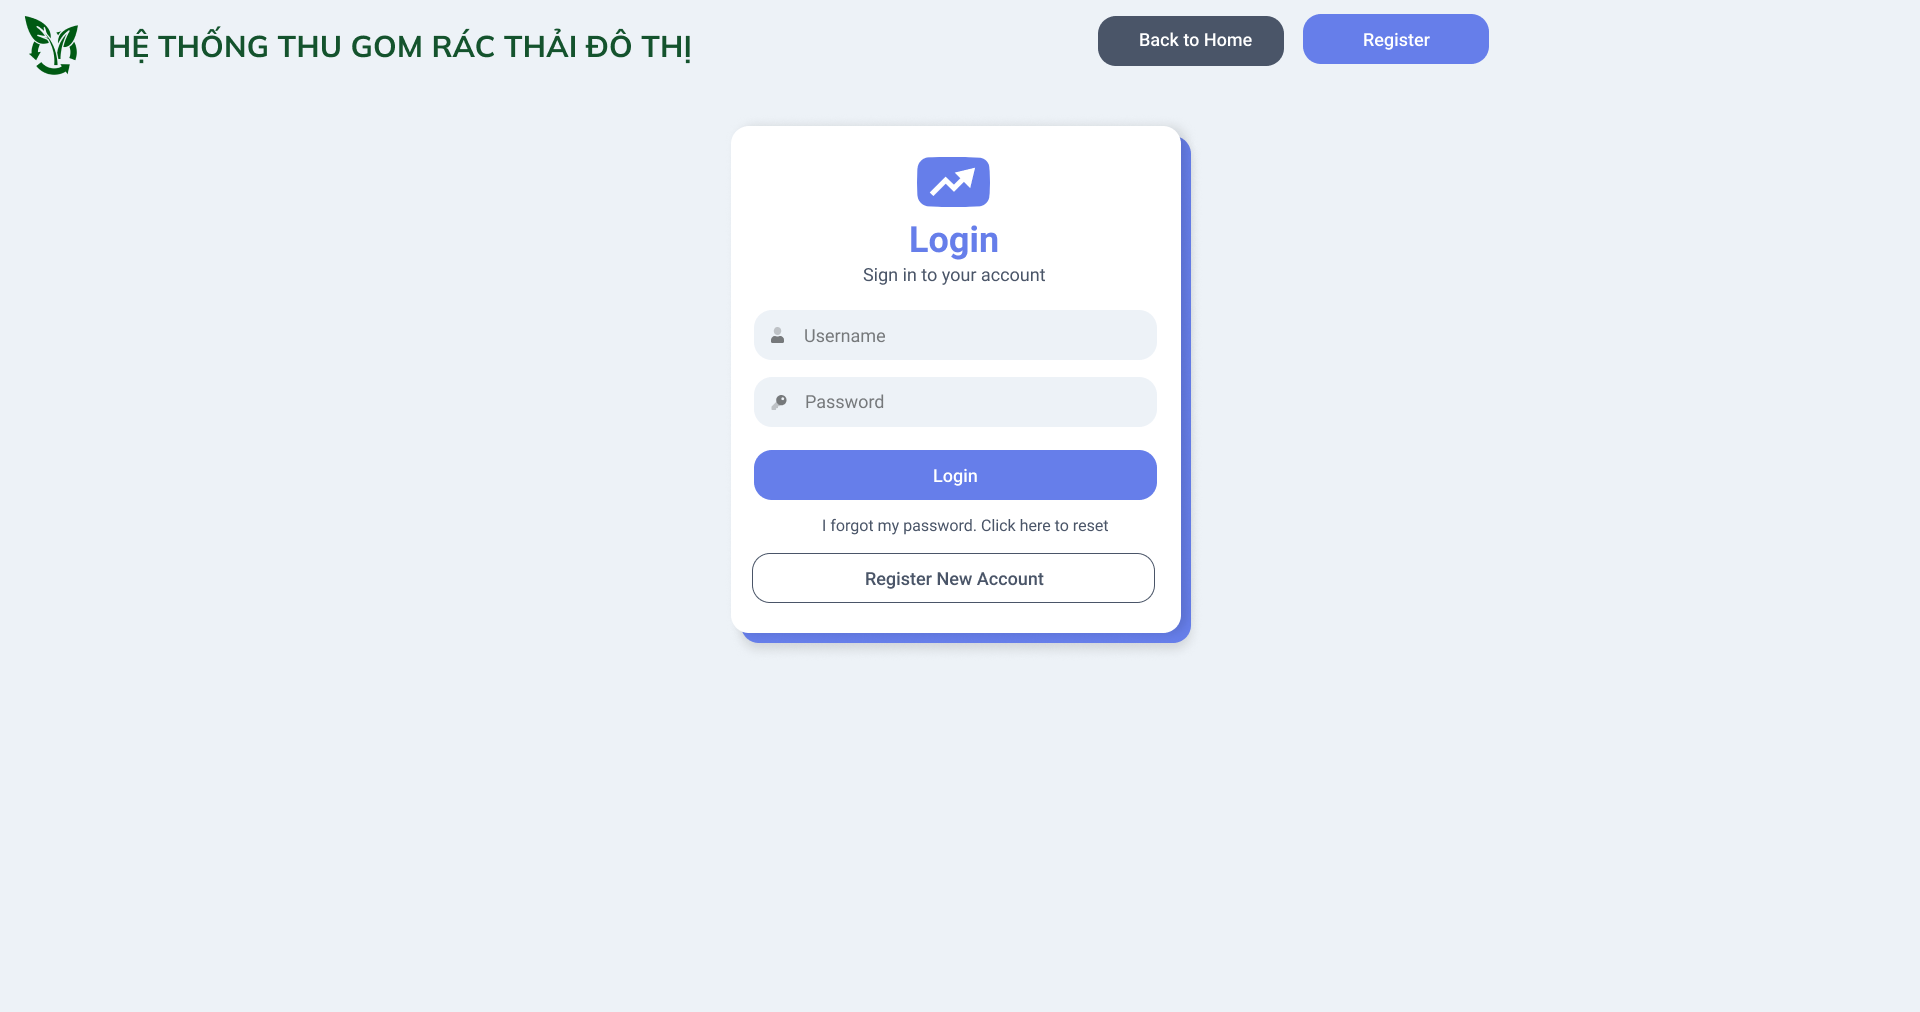 HỆ THỐNG THU GOM RÁC THẢI ĐÔ THỊ
Back to Home
Register
Login
Sign in to your account
Username
Password
Login
I forgot my password. Click here to reset
Register New Account